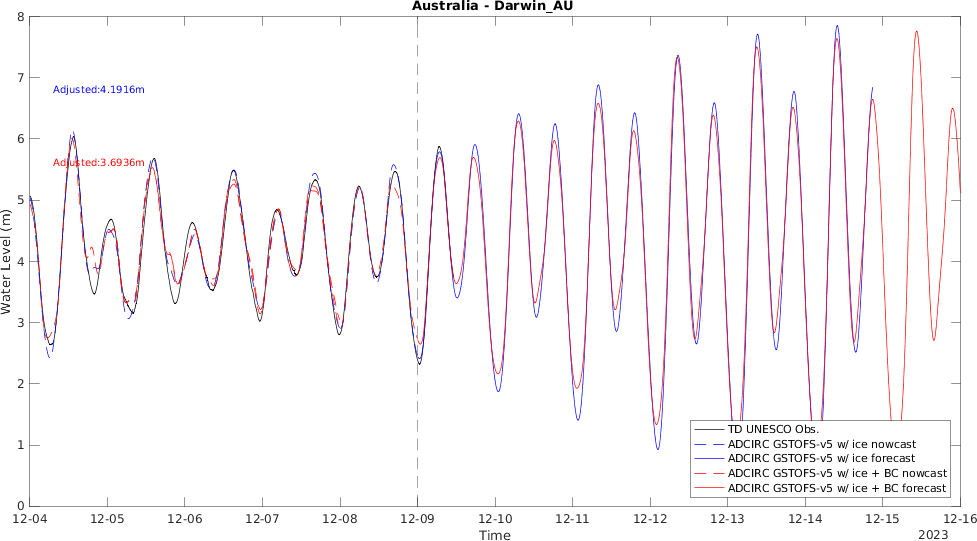 Australia - Darwin_AU
8
7
6
5
4
3
2
1
0
Water Level (m)
Adjusted:4.1916m
Adjusted:3.6936m
TD UNESCO Obs.
ADCIRC GSTOFS-v5 w/ ice nowcast
ADCIRC GSTOFS-v5 w/ ice forecast
ADCIRC GSTOFS-v5 w/ ice + BC nowcast
ADCIRC GSTOFS-v5 w/ ice + BC forecast
12-04 12-05 12-06 12-07 12-08 12-09 12-10 12-11 12-12 12-13 12-14 12-15 12-16
Time
2023